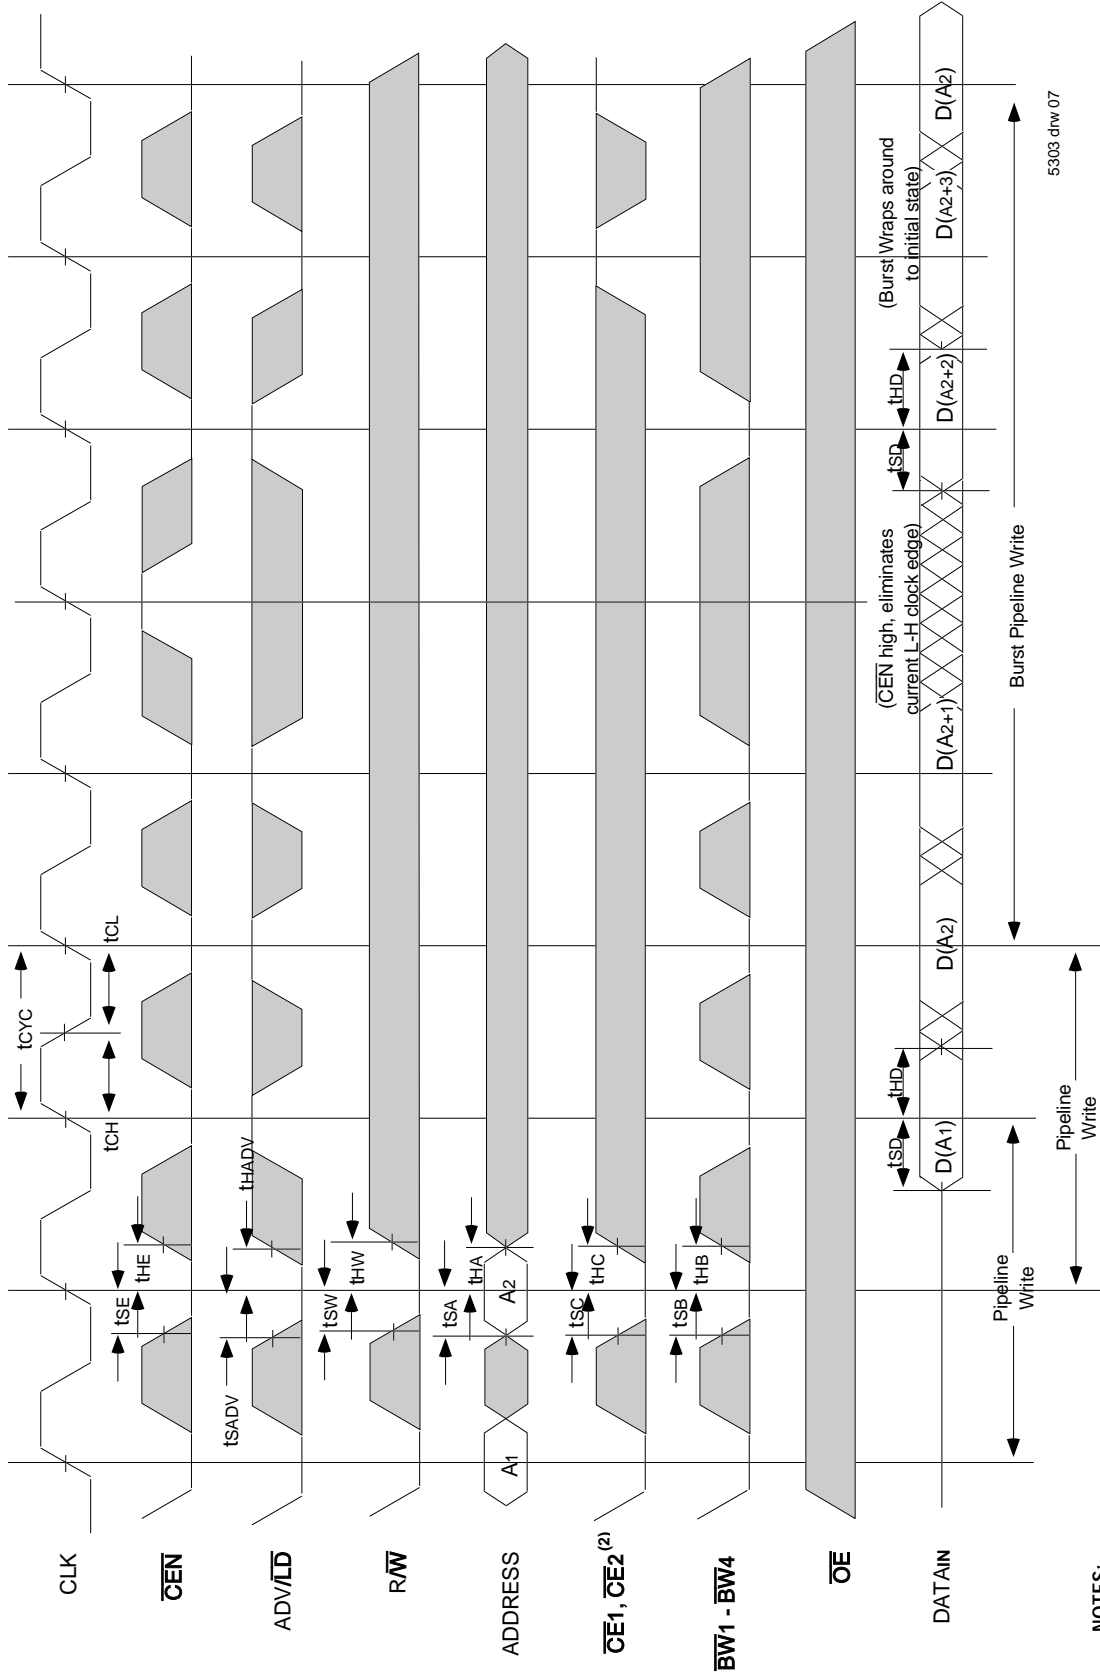 CLK
CEN
ADV/LD
R/W
ADDRESS
CE1, CE2(2)
BW1 - BW4
OE
DATAIN
tCYC
tCH
tCL
tSE
tHE
tSADV
tHADV
tSW
tHW
tSA
tHA
A1
A2
tSC
tHC
tSB
tHB
tSD
tHD
tSD
tHD
D(A1)
D(A2)
D(A2+1)
D(A2+2)
D(A2+3)
D(A2)
(CEN high, eliminates
current L-H clock edge)
(Burst Wraps around
to initial state)
Pipeline
Write
Pipeline
Write
Burst Pipeline Write
5303 drw 07
NOTES: